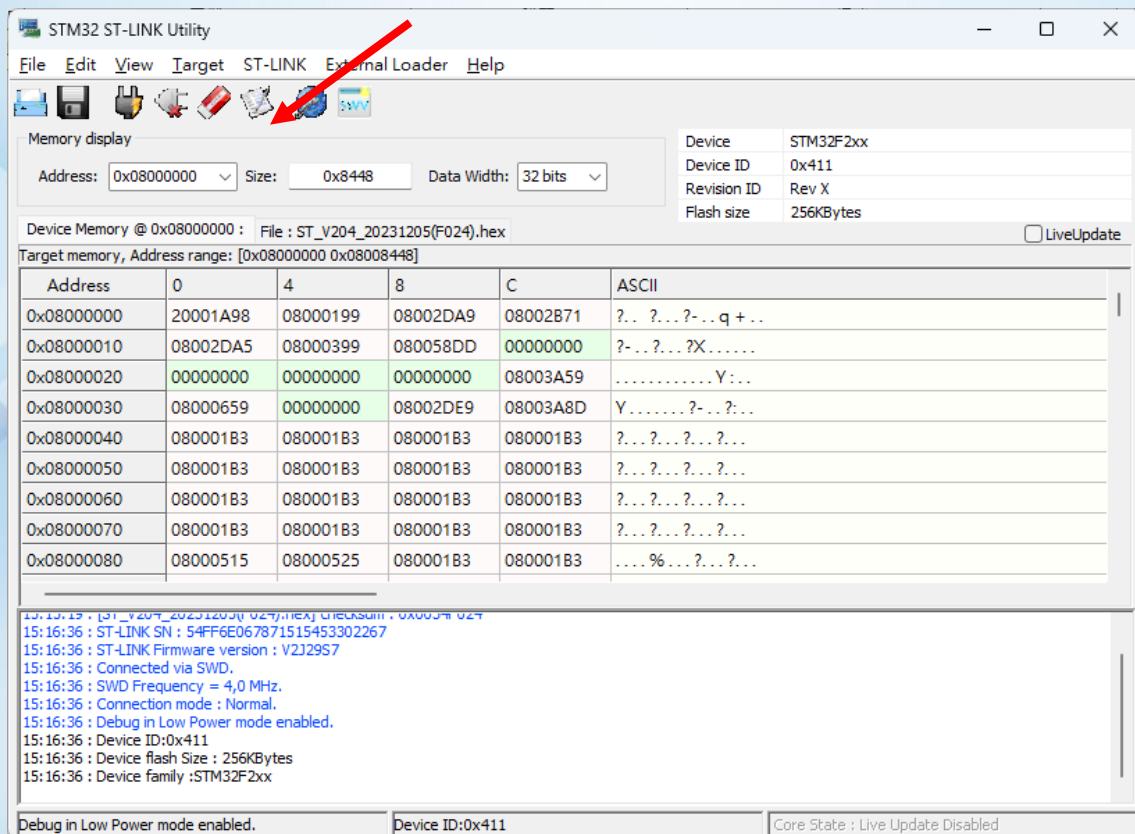 STM32 ST-LINK Utility
File Edit View Target ST-LINK External Loader Help
Memory display
Address: 0x08000000 Size: 0x8448 Data Width: 32 bits
Device STM32F2xx
Device ID 0x411
Revision ID Rev X
Flash size 256KBytes
LiveUpdate
Device Memory @ 0x08000000 : File : ST_V204_20231205(F024).hex
Target memory, Address range: [0x08000000 0x08008448]
Address 0 4 8 C ASCII
0x08000000 20001A98 08000199 08002DA9 08002B71 ?.. ?...?-..q+..
0x08000010 08002DA5 08000399 080058DD 00000000 ?-..?...?X......
0x08000020 00000000 00000000 00000000 08003A59 ............Y:..
0x08000030 08000659 00000000 08002DE9 08003A8D Y.......?-..?:..
0x08000040 080001B3 080001B3 080001B3 080001B3 ?...?...?...?...
0x08000050 080001B3 080001B3 080001B3 080001B3 ?...?...?...?...
0x08000060 080001B3 080001B3 080001B3 080001B3 ?...?...?...?...
0x08000070 080001B3 080001B3 080001B3 080001B3 ?...?...?...?...
0x08000080 08000515 08000525 080001B3 080001B3 ....%...?...?...
15:15:19 : [ST_V204_20231205(F024).hex] checksum : 0x0054F024
15:16:36 : ST-LINK SN : 54FF6E067871515453302267
15:16:36 : ST-LINK Firmware version : V2J29S7
15:16:36 : Connected via SWD.
15:16:36 : SWD Frequency = 4,0 MHz.
15:16:36 : Connection mode : Normal.
15:16:36 : Debug in Low Power mode enabled.
15:16:36 : Device ID:0x411
15:16:36 : Device flash Size : 256KBytes
15:16:36 : Device family :STM32F2xx
Debug in Low Power mode enabled. Device ID:0x411 Core State : Live Update Disabled